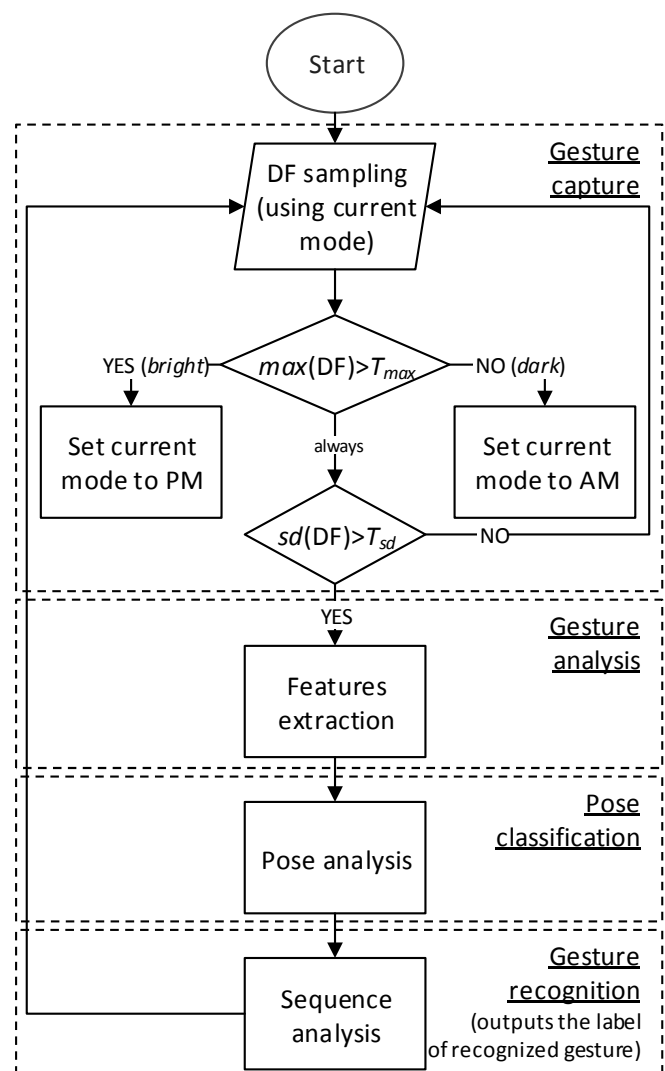 Start
Gesture
capture
DF sampling
(using current
mode)
max(DF)>Tmax
YES (bright)
NO (dark)
Set current
mode to PM
always
Set current
mode to AM
sd(DF)>Tsd
NO
YES
Gesture
analysis
Features
extraction
Pose
classification
Pose analysis
Gesture
recognition
(outputs the label
of recognized gesture)
Sequence
analysis